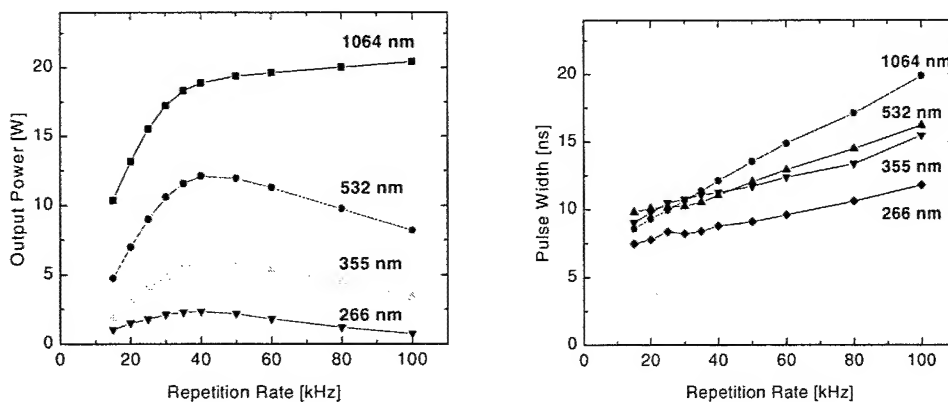 1064 nm
532 nm
355 nm
266 nm
Output Power [W]
20
15
10
5
0
0 20 40 60 80 100
Repetition Rate [kHz]
1064 nm
532 nm
355 nm
266 nm
Pulse Width [ns]
20
15
10
5
0
0 20 40 60 80 100
Repetition Rate [kHz]